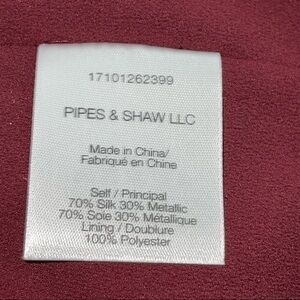 17101262399
PIPES & SHAW LLC
Made in China/
Fabriqué en Chine
Self / Principal
70% Silk 30% Metallic
70% Soie 30% Métallique
Lining / Doublure
100% Polyester